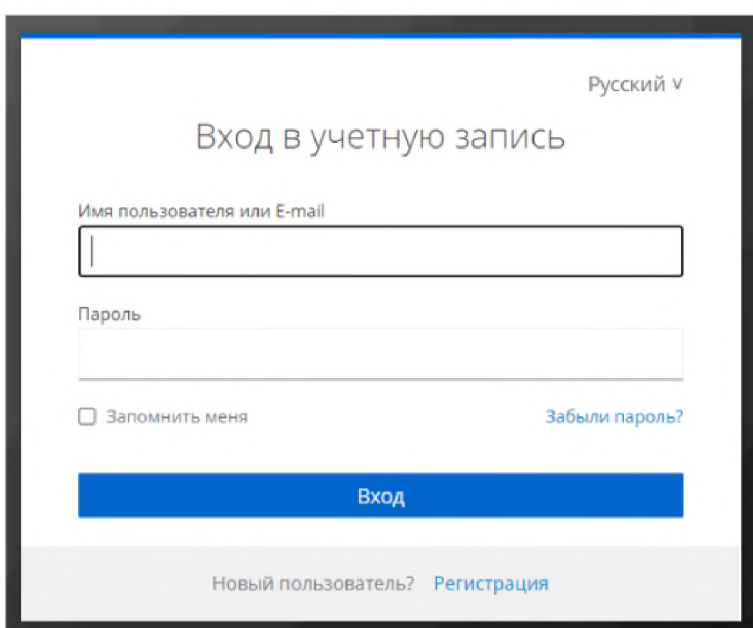 Русский ˅
Вход в учетную запись
Имя пользователя или E-mail
Пароль
Запомнить меня Забыли пароль?
Вход
Новый пользователь? Регистрация